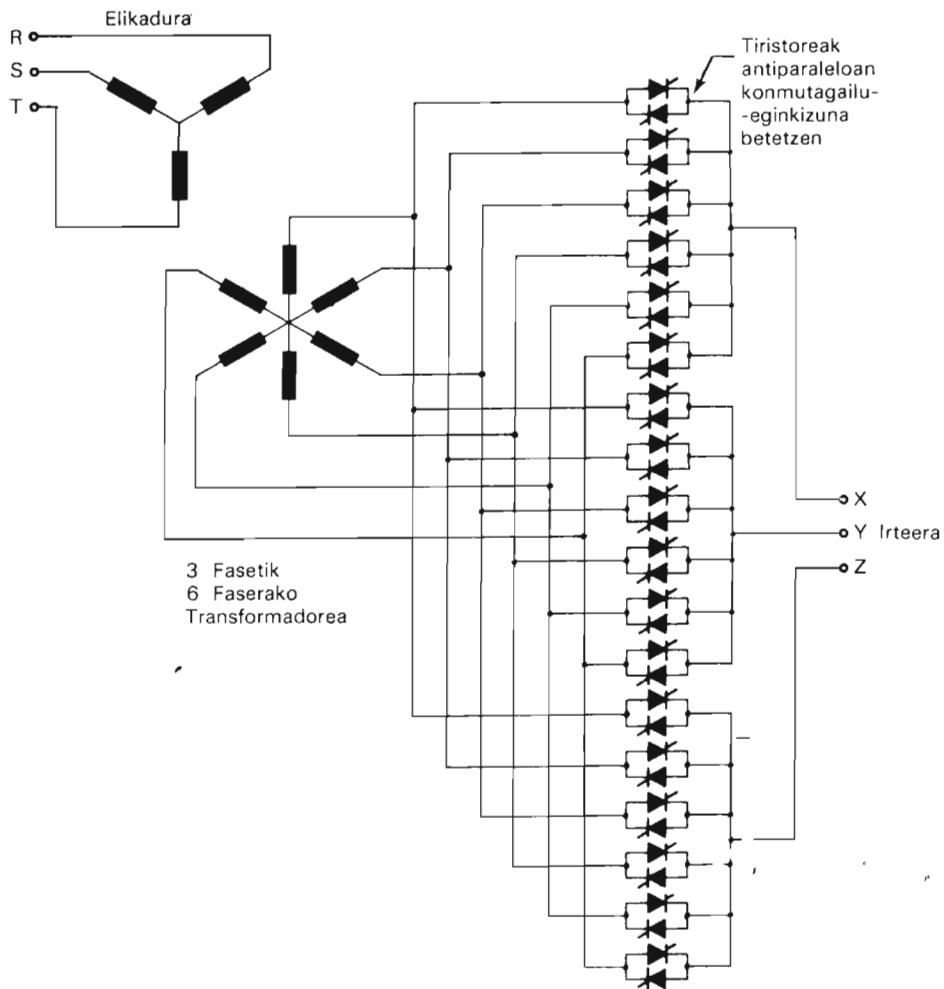 Elikadura
R
S
T
Tiristoreak
antiparaleloan
konmutagailu-
-eginkizuna
betetzen
X
Y Irteera
Z
3 Fasetik
6 Faserako
Transformadorea